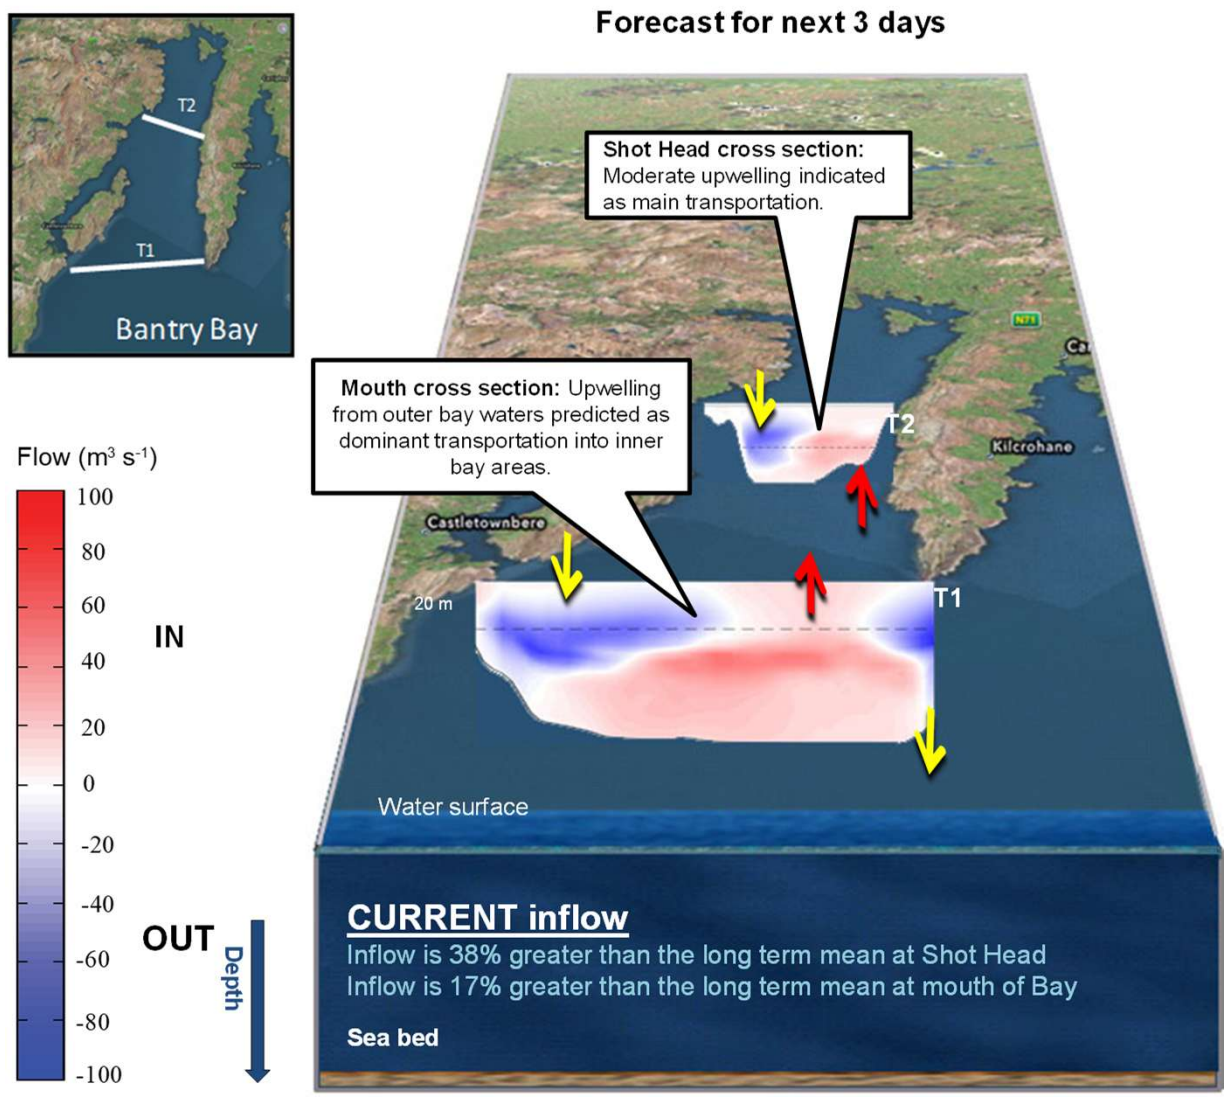 Forecast for next 3 days
T2
T1
Bantry Bay
Shot Head cross section:
Moderate upwelling indicated
as main transportation.
N71
Mouth cross section: Upwelling
from outer bay waters predicted as
dominant transportation into inner
bay areas.
T2
Kilcrohane
Castletownbere
20 m
T1
Flow (m³ s⁻¹)
100
80
60
40
20
0
-20
-40
-60
-80
-100
IN
OUT
Depth
Water surface
CURRENT inflow
Inflow is 38% greater than the long term mean at Shot Head
Inflow is 17% greater than the long term mean at mouth of Bay
Sea bed